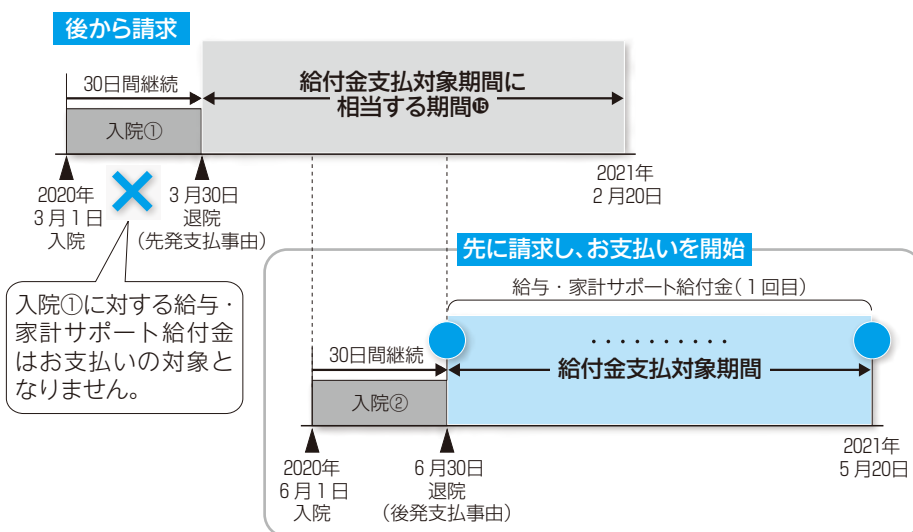 後から請求
30日間継続
給付金支払対象期間に
相当する期間⓯
入院①
2020年
3月1日
入院
3月30日
退院
(先発支払事由)
2021年
2月20日
入院①に対する給与・
家計サポート給付金
はお支払いの対象と
なりません。
先に請求し、お支払いを開始
給与・家計サポート給付金(1回目)
・・・・・・・・・・
30日間継続
給付金支払対象期間
入院②
2020年
6月1日
入院
6月30日
退院
(後発支払事由)
2021年
5月20日